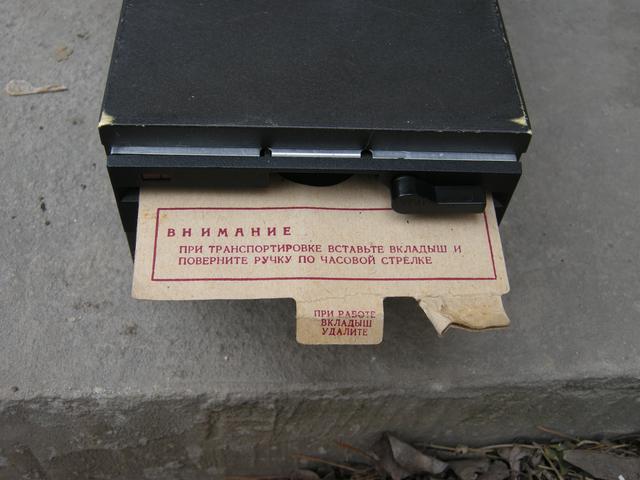 ВНИМАНИЕ
ПРИ ТРАНСПОРТИРОВКЕ ВСТАВЬТЕ ВКЛАДЫШ И
ПОВЕРНИТЕ РУЧКУ ПО ЧАСОВОЙ СТРЕЛКЕ
ПРИ РАБОТЕ
ВКЛАДЫШ
УДАЛИТЕ